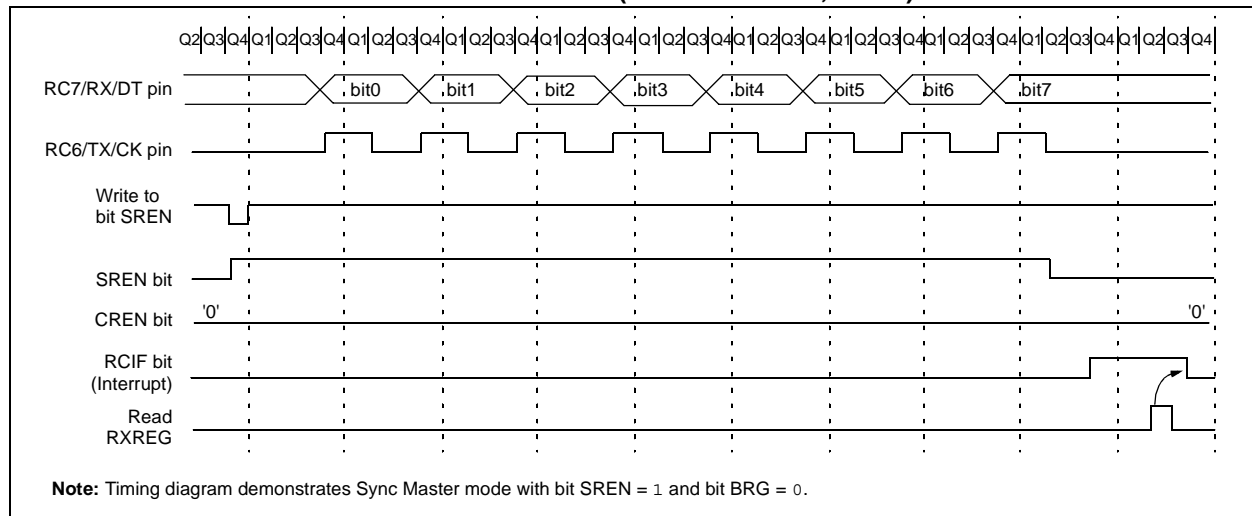 Q2 Q3 Q4 Q1 Q2 Q3 Q4 Q1 Q2 Q3 Q4 Q1 Q2 Q3 Q4 Q1 Q2 Q3 Q4 Q1 Q2 Q3 Q4 Q1 Q2 Q3 Q4 Q1 Q2 Q3 Q4 Q1 Q2 Q3 Q4 Q1 Q2 Q3 Q4 Q1 Q2 Q3 Q4
RC7/RX/DT pin bit0 bit1 bit2 bit3 bit4 bit5 bit6 bit7
RC6/TX/CK pin
Write to
bit SREN
SREN bit
CREN bit '0' '0'
RCIF bit
(Interrupt)
Read
RXREG
Note: Timing diagram demonstrates Sync Master mode with bit SREN = 1 and bit BRG = 0.